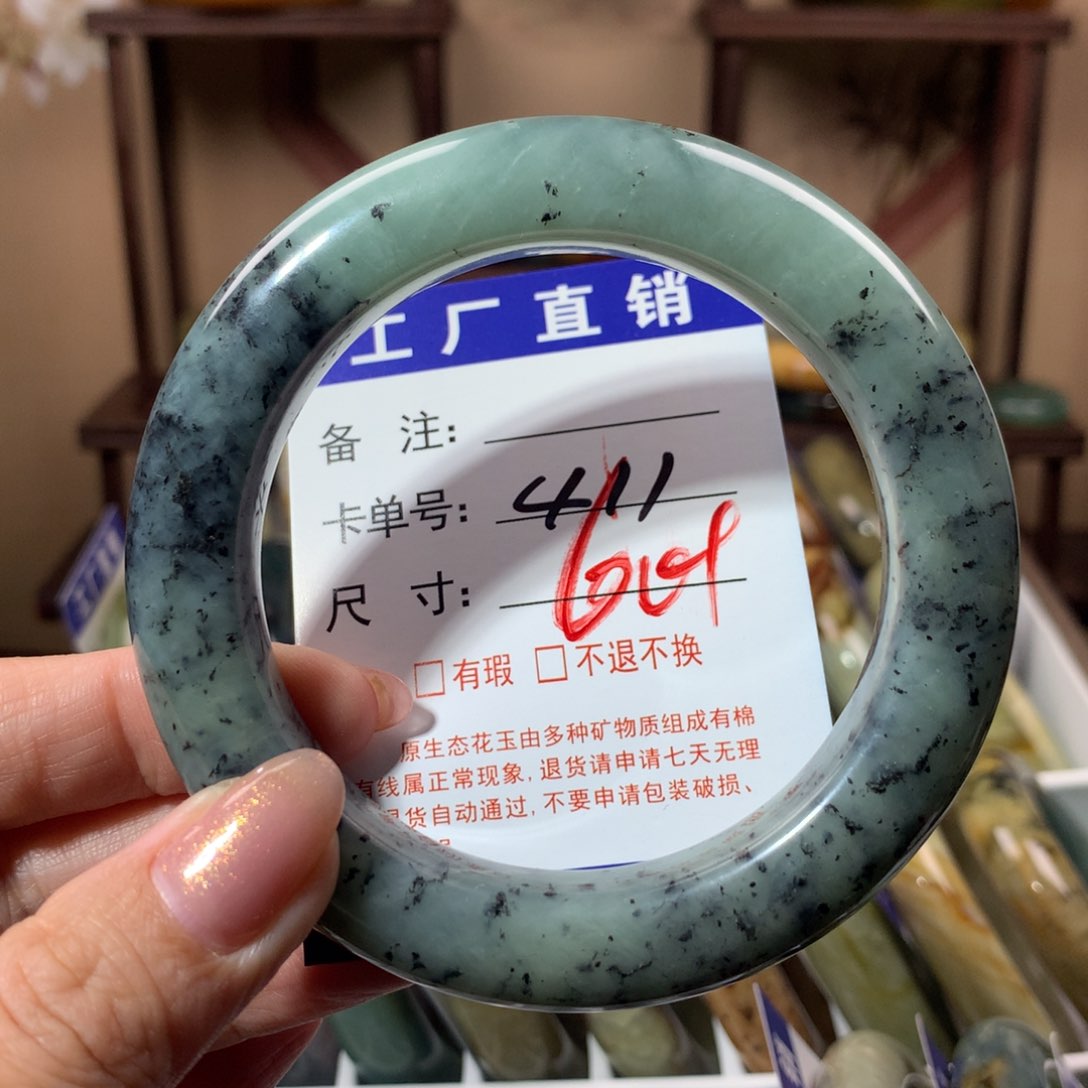 工厂直销
备 注:
卡单号: 411
尺 寸:
□有瑕 □不退不换
原生态花玉由多种矿物质组成有棉
有线属正常现象,退货请申请七天无理
退货自动通过,不要申请包装破损、